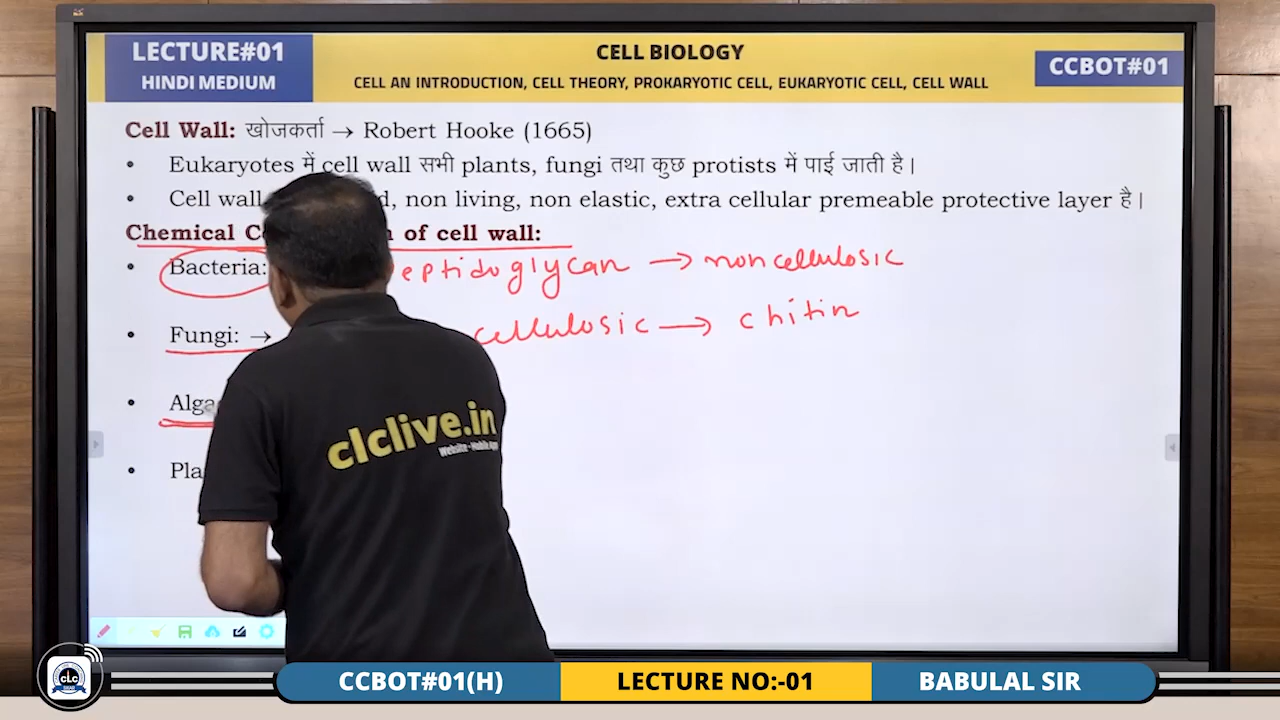 LECTURE#01
HINDI MEDIUM
CELL BIOLOGY
CELL AN INTRODUCTION, CELL THEORY, PROKARYOTIC CELL, EUKARYOTIC CELL, CELL WALL
CCBOT#01
Cell Wall: खोजकर्ता → Robert Hooke (1665)
• Eukaryotes में cell wall सभी plants, fungi तथा कुछ protists में पाई जाती है।
• Cell wall non living, non elastic, extra cellular premeable protective layer है।
Chemical of cell wall:
• Bacteria: eptidoglycan → noncellulosic
• Fungi: → cellulosic → chitin
• Alga
• Pla
clclive.in
CCBOT#01(H)
LECTURE NO:-01
BABULAL SIR